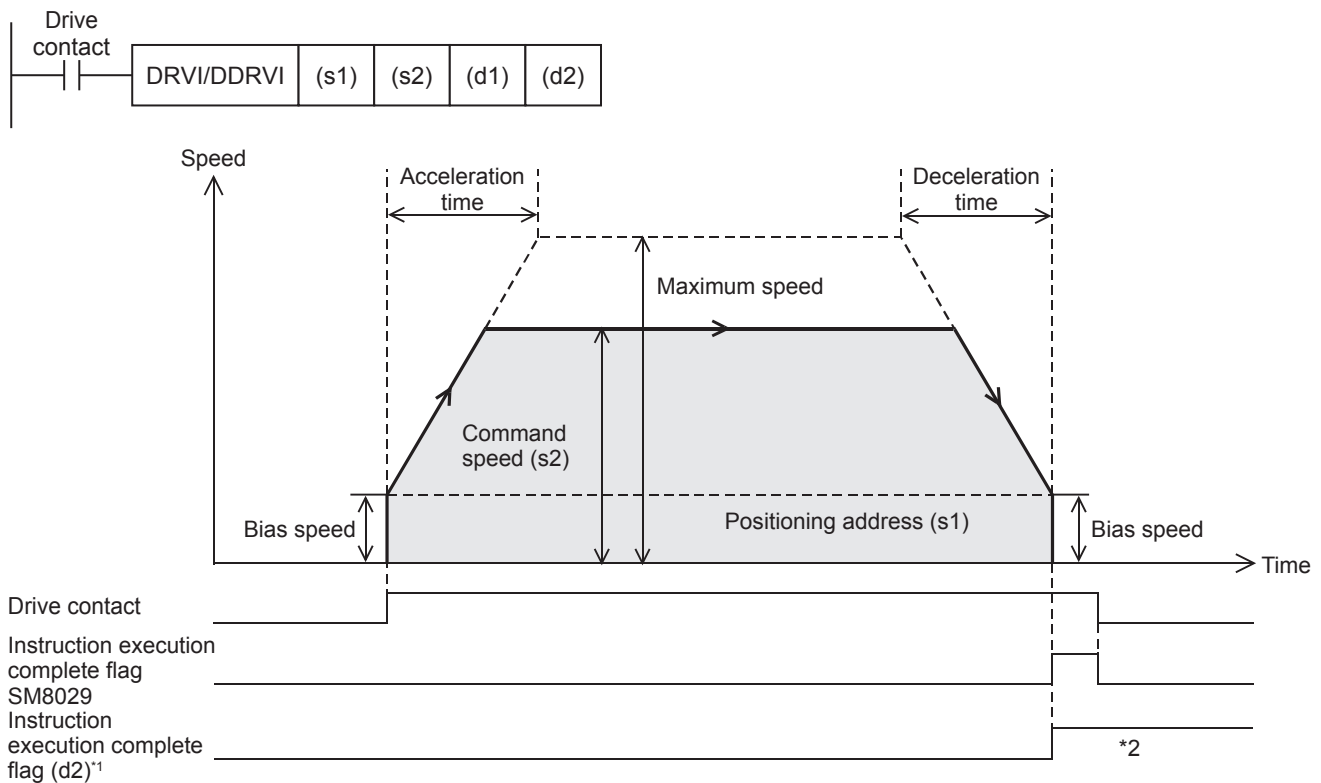 Drive
contact
DRVI/DDRVI (s1) (s2) (d1) (d2)
Speed
Acceleration
time
Deceleration
time
Maximum speed
Command
speed (s2)
Positioning address (s1)
Bias speed
Bias speed
Time
Drive contact
Instruction execution
complete flag
SM8029
Instruction
execution complete
flag (d2)*1
*2